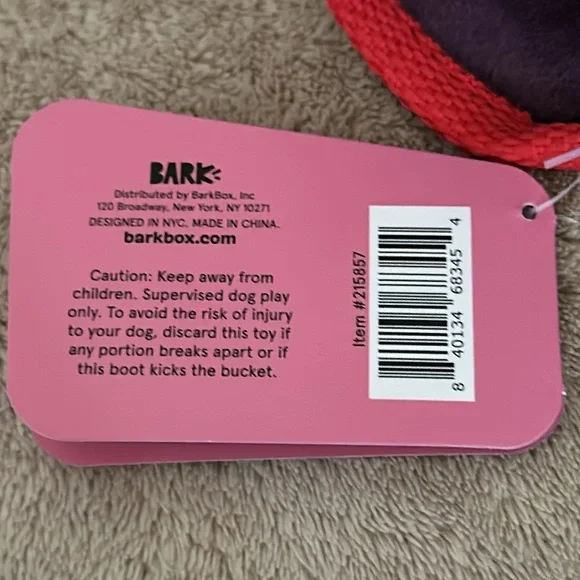 BARK
Distributed by BarkBox, Inc
120 Broadway, New York, NY 10271
DESIGNED IN NYC. MADE IN CHINA.
barkbox.com
Caution: Keep away from
children. Supervised dog play
only. To avoid the risk of injury
to your dog, discard this toy if
any portion breaks apart or if
this boot kicks the bucket.
Item #215857
8 40134 68345 4